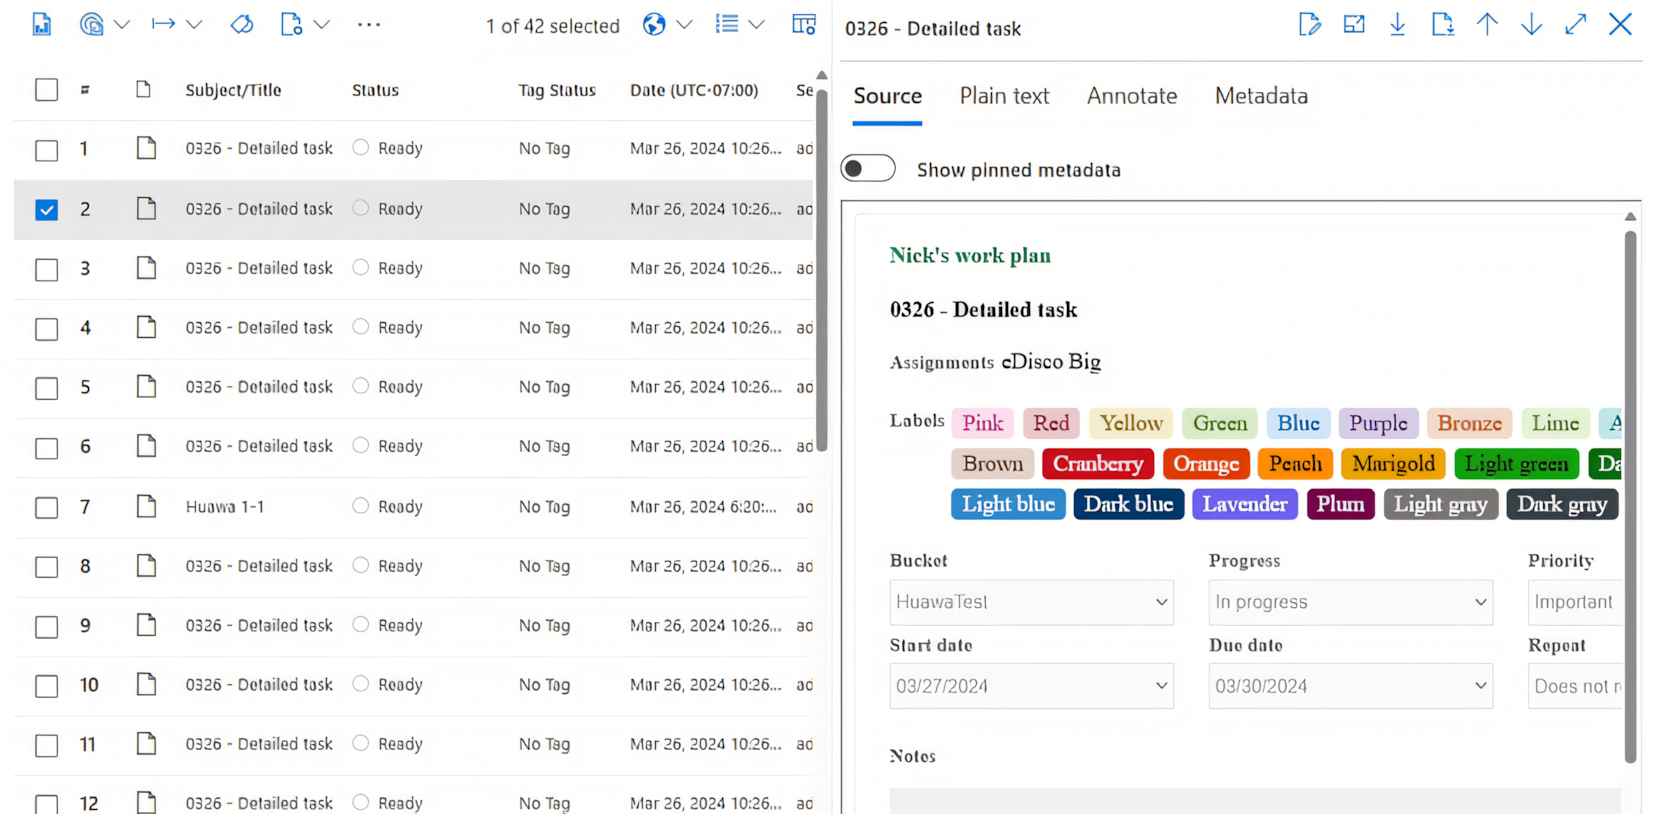 1 of 42 selected
# Subject/Title Status Tag Status Date (UTC-07:00) Se
1 0326 - Detailed task Ready No Tag Mar 26, 2024 10:26... ad
2 0326 - Detailed task Ready No Tag Mar 26, 2024 10:26... ad
3 0326 - Detailed task Ready No Tag Mar 26, 2024 10:26... ad
4 0326 - Detailed task Ready No Tag Mar 26, 2024 10:26... ad
5 0326 - Detailed task Ready No Tag Mar 26, 2024 10:26... ad
6 0326 - Detailed task Ready No Tag Mar 26, 2024 10:26... ad
7 Huawa 1-1 Ready No Tag Mar 26, 2024 6:20:... ad
8 0326 - Detailed task Ready No Tag Mar 26, 2024 10:26... ad
9 0326 - Detailed task Ready No Tag Mar 26, 2024 10:26... ad
10 0326 - Detailed task Ready No Tag Mar 26, 2024 10:26... ad
11 0326 - Detailed task Ready No Tag Mar 26, 2024 10:26... ad
12 0326 - Detailed task Ready No Tag Mar 26, 2024 10:26... ad
0326 - Detailed task
Source Plain text Annotate Metadata
Show pinned metadata
Nick's work plan
0326 - Detailed task
Assignments cDisco Big
Labels Pink Red Yellow Green Blue Purple Bronze Lime A
Brown Cranberry Orange Peach Marigold Light green Da
Light blue Dark blue Lavender Plum Light gray Dark gray
Bucket Progress Priority
HuawaTest In progress Important
Start date Due date Repeat
03/27/2024 03/30/2024 Does not r
Notes